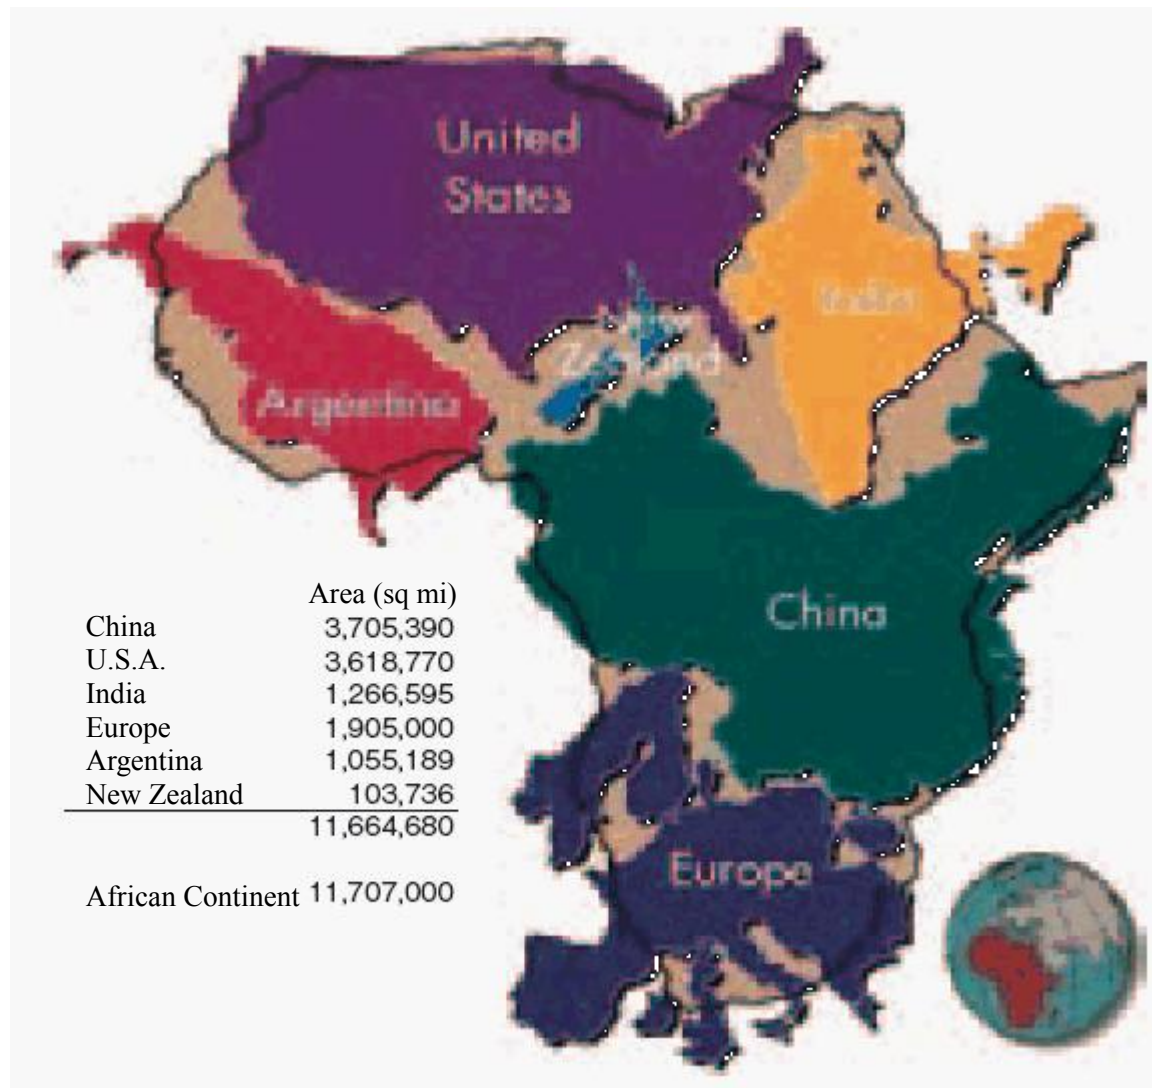 United
States
India
New
Zealand
Argentina
China
Area (sq mi)
China 3,705,390
U.S.A. 3,618,770
India 1,266,595
Europe 1,905,000
Argentina 1,055,189
New Zealand 103,736
11,664,680
Europe
African Continent 11,707,000